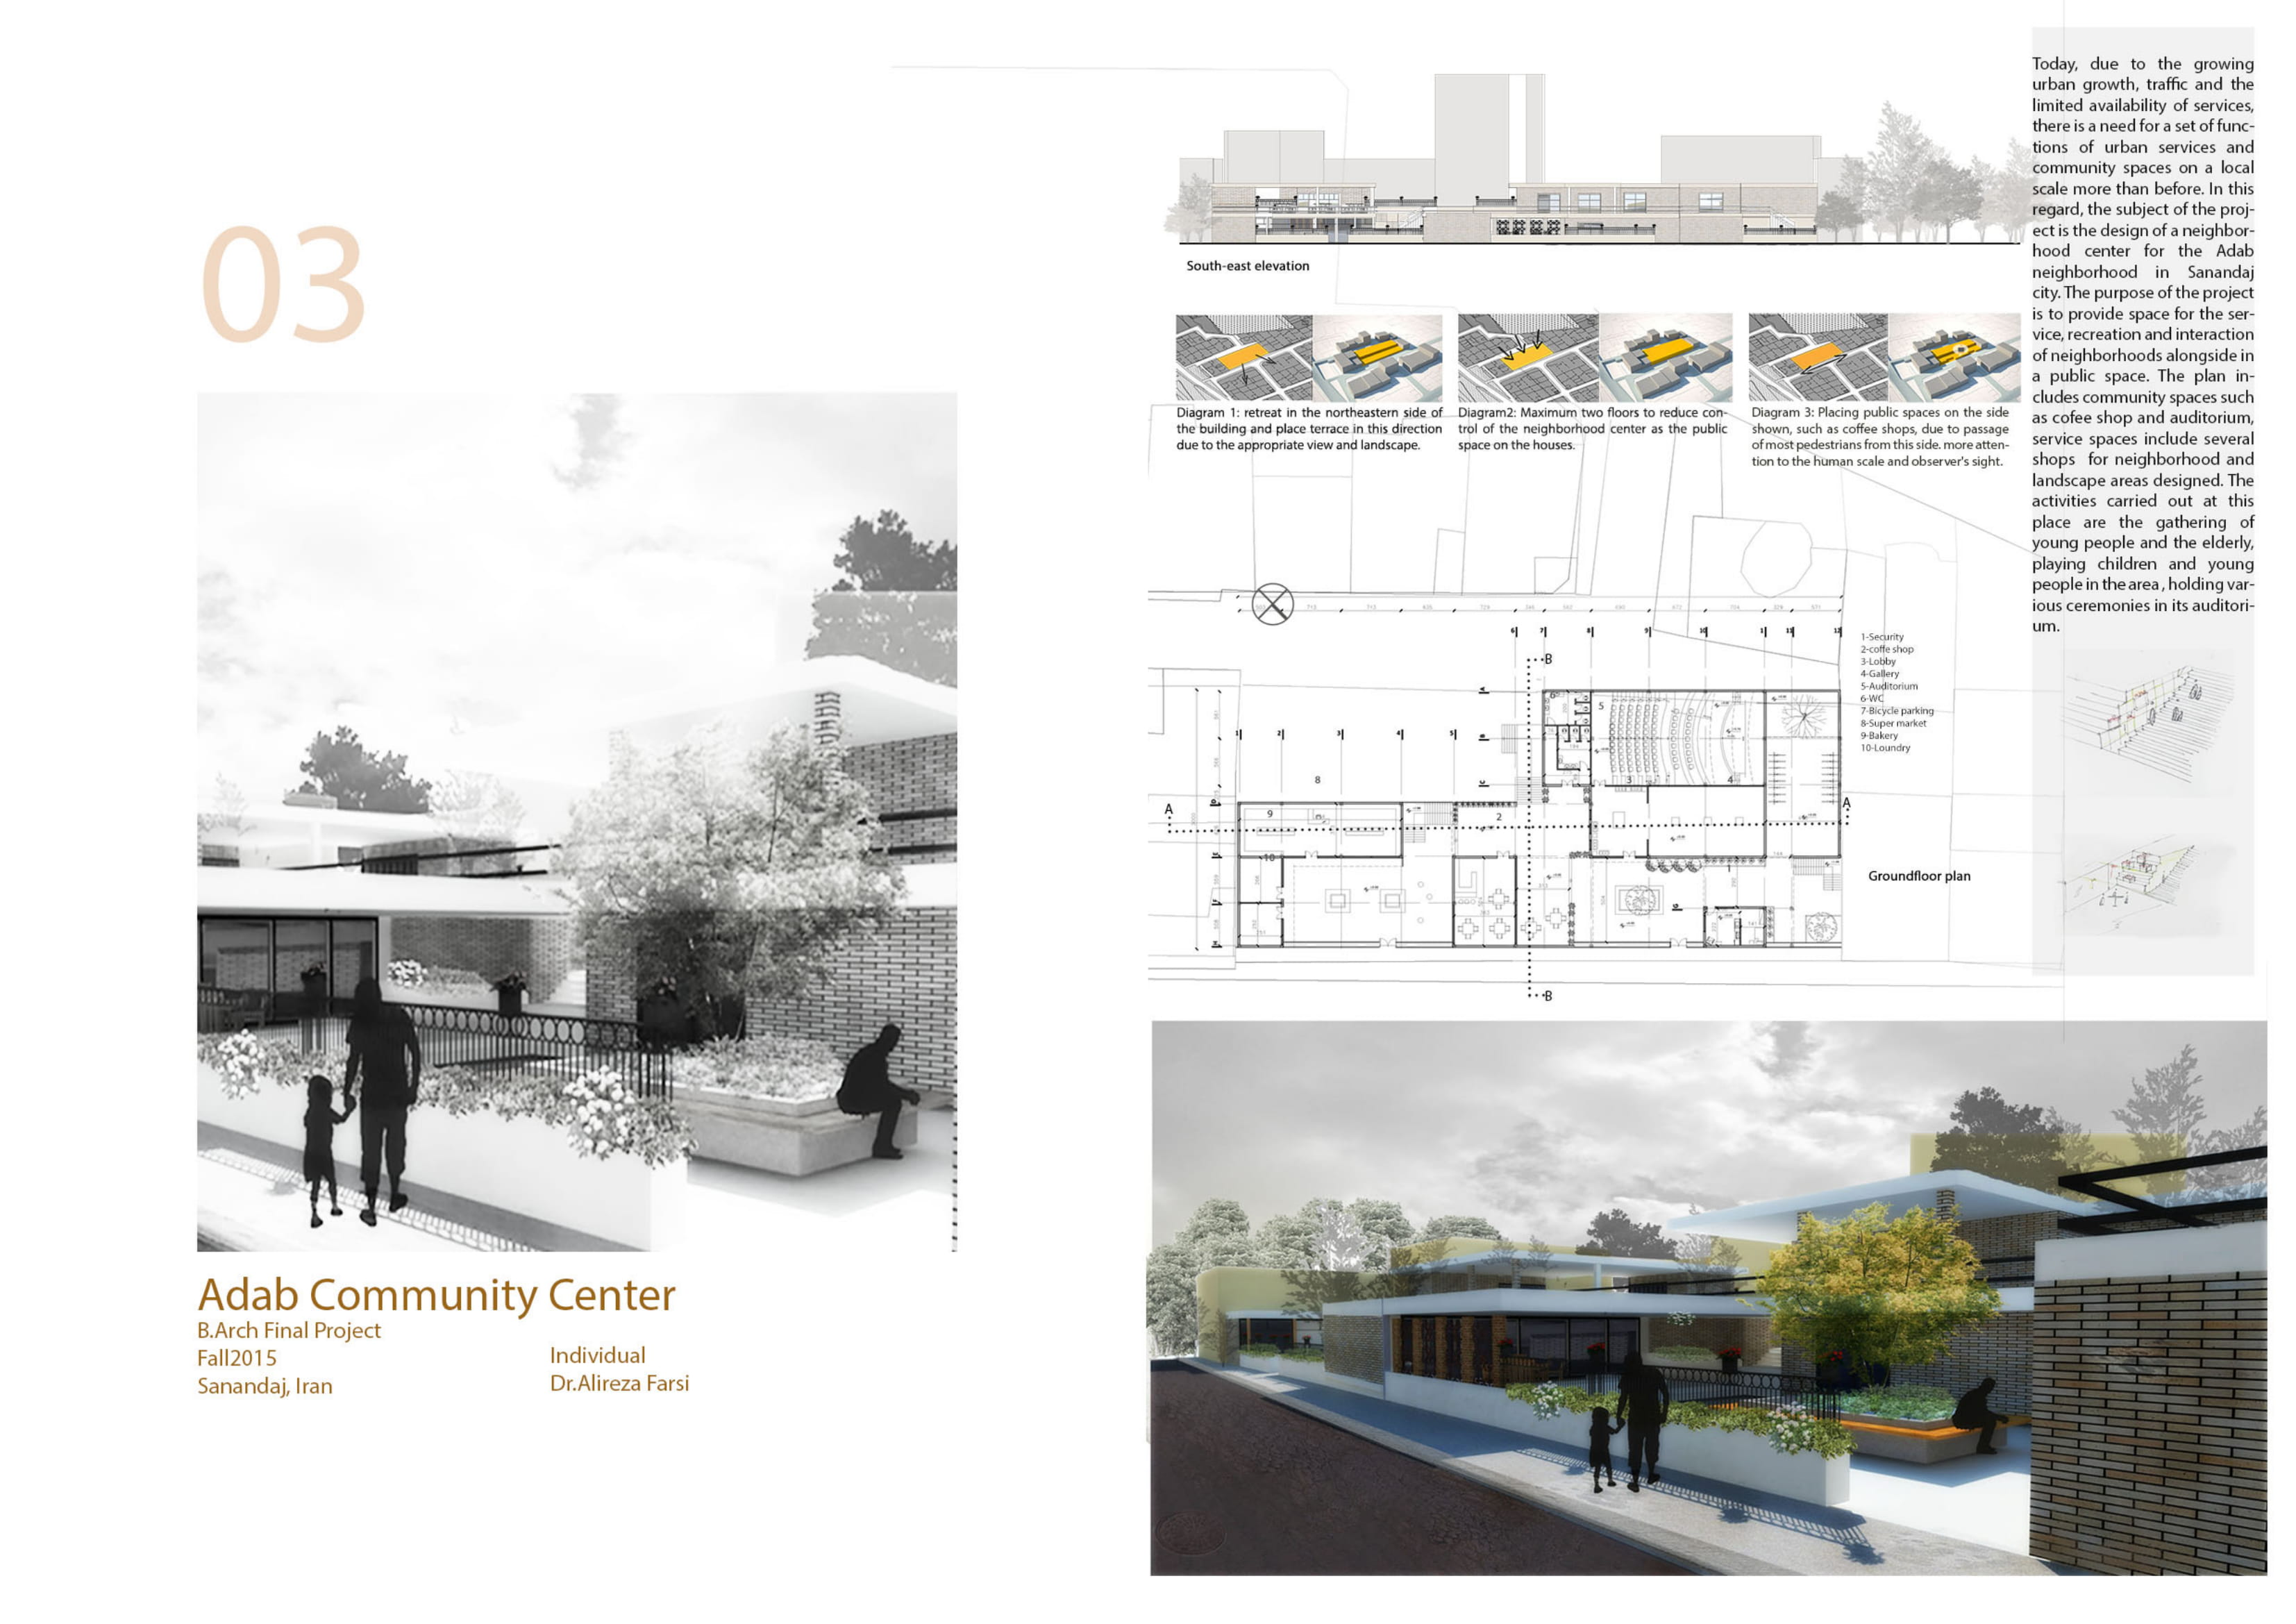 03
Adab Community Center
B.Arch Final Project
Fall2015
Sanandaj, Iran
Individual
Dr.Alireza Farsi
South-east elevation
Diagram 1: retreat in the northeastern side of
the building and place terrace in this direction
due to the appropriate view and landscape.
Diagram2: Maximum two floors to reduce con-
trol of the neighborhood center as the public
space on the houses.
Diagram 3: Placing public spaces on the side
shown, such as coffee shops, due to passage
of most pedestrians from this side. more atten-
tion to the human scale and observer's sight.
Today, due to the growing
urban growth, traffic and the
limited availability of services,
there is a need for a set of func-
tions of urban services and
community spaces on a local
scale more than before. In this
regard, the subject of the proj-
ect is the design of a neighbor-
hood center for the Adab
neighborhood in Sanandaj
city. The purpose of the project
is to provide space for the ser-
vice, recreation and interaction
of neighborhoods alongside in
a public space. The plan in-
cludes community spaces such
as cofee shop and auditorium,
service spaces include several
shops for neighborhood and
landscape areas designed. The
activities carried out at this
place are the gathering of
young people and the elderly,
playing children and young
people in the area , holding var-
ious ceremonies in its auditori-
um.
1-Security
2-coffe shop
3-Lobby
4-Gallery
5-Auditorium
6-WC
7-Bicycle parking
8-Super market
9-Bakery
10-Loundry
B
A
A
B
8
9
10
2
5
3
4
1
Groundfloor plan